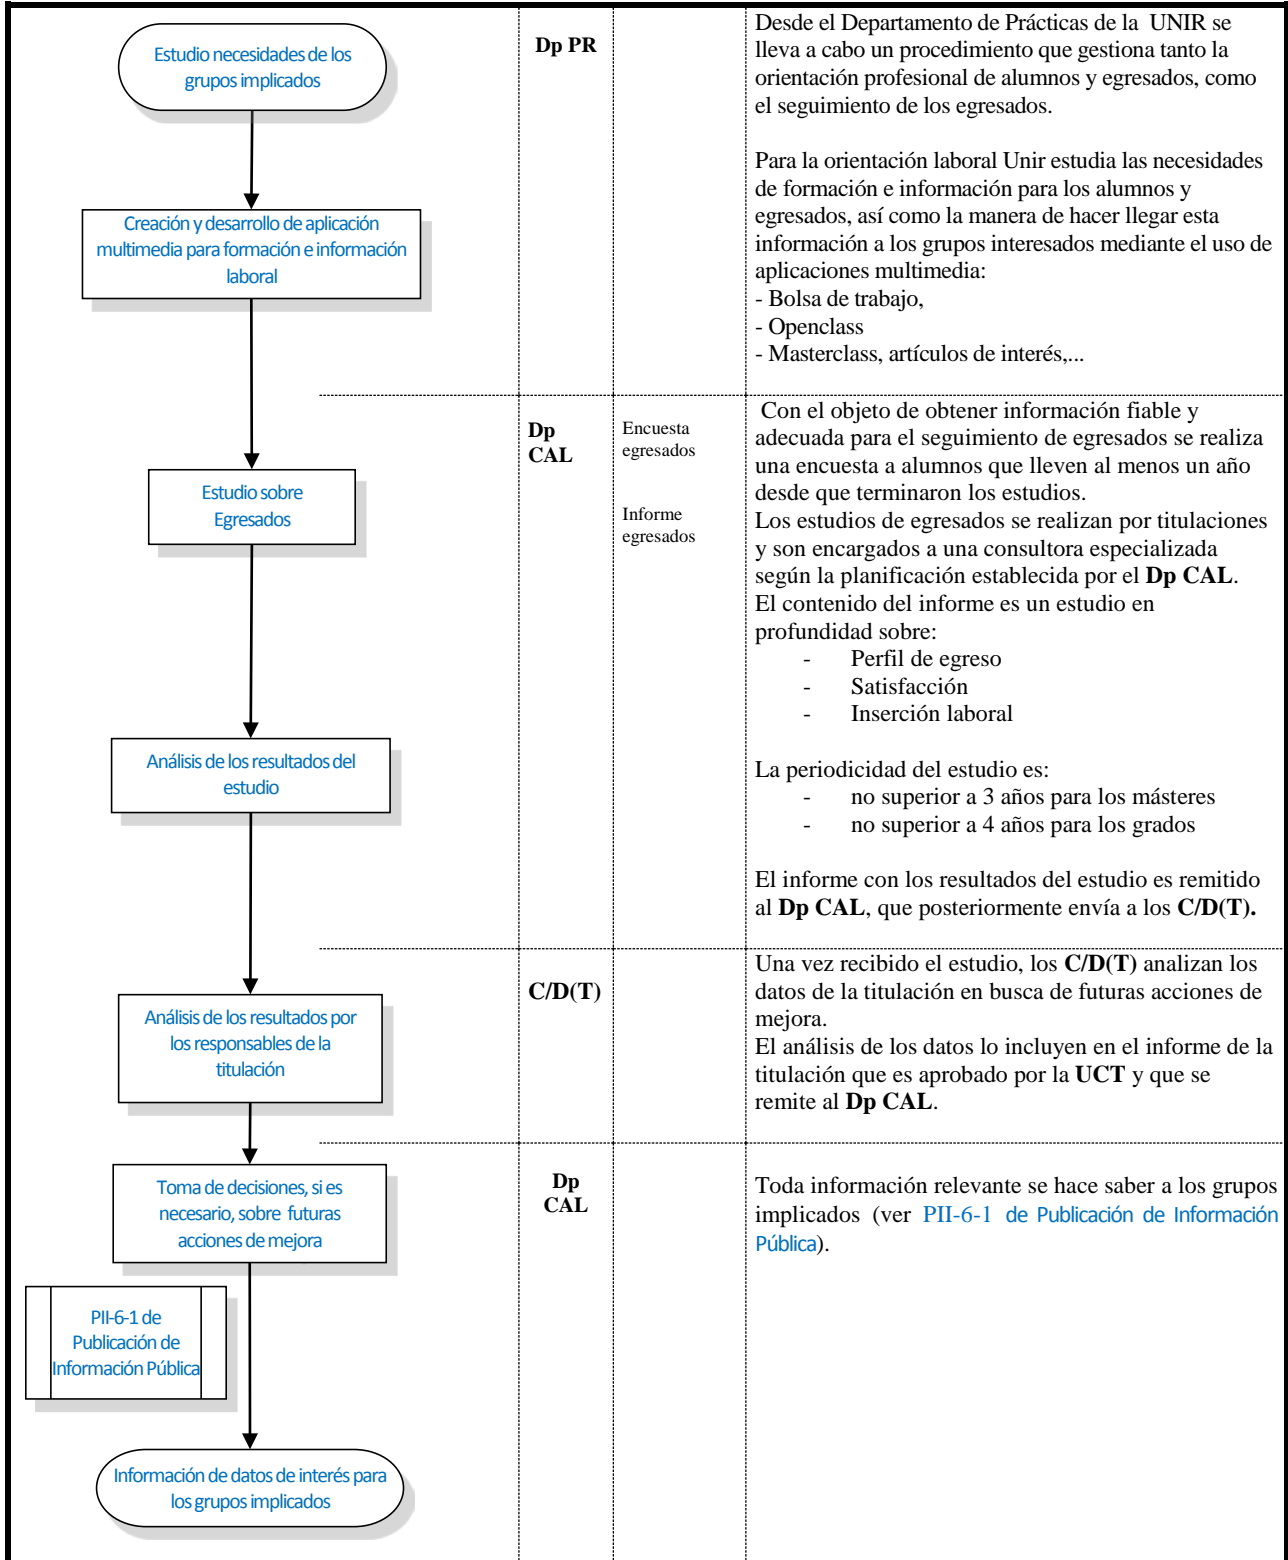 Estudio necesidades de los
grupos implicados
Dp PR
Desde el Departamento de Prácticas de la UNIR se
lleva a cabo un procedimiento que gestiona tanto la
orientación profesional de alumnos y egresados, como
el seguimiento de los egresados.
Para la orientación laboral Unir estudia las necesidades
de formación e información para los alumnos y
egresados, así como la manera de hacer llegar esta
información a los grupos interesados mediante el uso de
aplicaciones multimedia:
- Bolsa de trabajo,
- Openclass
- Masterclass, artículos de interés,...
Creación y desarrollo de aplicación
multimedia para formación e información
laboral
Estudio sobre
Egresados
Análisis de los resultados del
estudio
Dp
CAL
Encuesta
egresados
Informe
egresados
Con el objeto de obtener información fiable y
adecuada para el seguimiento de egresados se realiza
una encuesta a alumnos que lleven al menos un año
desde que terminaron los estudios.
Los estudios de egresados se realizan por titulaciones
y son encargados a una consultora especializada
según la planificación establecida por el Dp CAL.
El contenido del informe es un estudio en
profundidad sobre:
- Perfil de egreso
- Satisfacción
- Inserción laboral
La periodicidad del estudio es:
- no superior a 3 años para los másteres
- no superior a 4 años para los grados
El informe con los resultados del estudio es remitido
al Dp CAL, que posteriormente envía a los C/D(T).
Análisis de los resultados por
los responsables de la
titulación
C/D(T)
Una vez recibido el estudio, los C/D(T) analizan los
datos de la titulación en busca de futuras acciones de
mejora.
El análisis de los datos lo incluyen en el informe de la
titulación que es aprobado por la UCT y que se
remite al Dp CAL.
Toma de decisiones, si es
necesario, sobre futuras
acciones de mejora
Dp
CAL
Toda información relevante se hace saber a los grupos
implicados (ver PII-6-1 de Publicación de Información
Pública).
PII-6-1 de
Publicación de
Información Pública
Información de datos de interés para
los grupos implicados